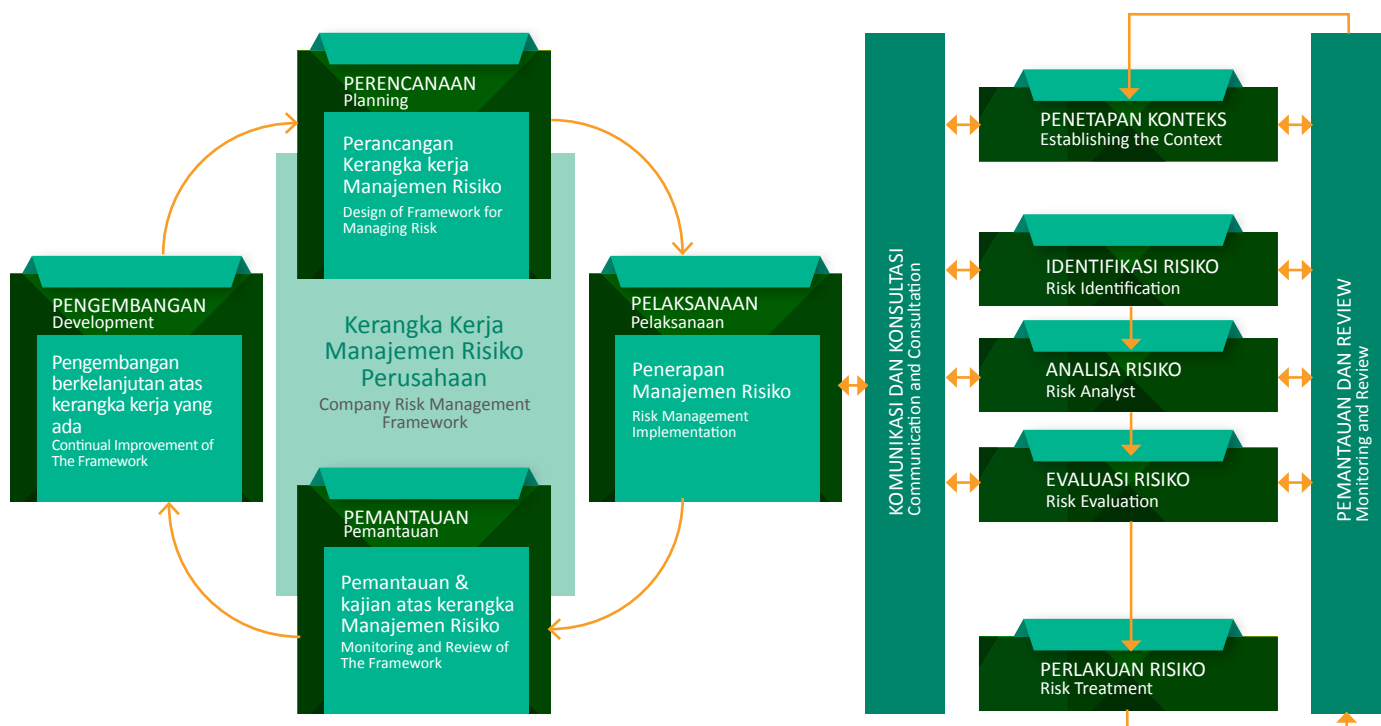 PERENCANAAN
Planning
Perancangan
Kerangka kerja
Manajemen Risiko
Design of Framework for
Managing Risk
PENGEMBANGAN
Development
Pengembangan
berkelanjutan atas
kerangka kerja yang
ada
Continual Improvement of
The Framework
Kerangka Kerja
Manajemen Risiko
Perusahaan
Company Risk Management
Framework
PELAKSANAAN
Pelaksanaan
Penerapan
Manajemen Risiko
Risk Management
Implementation
PEMANTAUAN
Pemantauan
Pemantauan &
kajian atas kerangka
Manajemen Risiko
Monitoring and Review of
The Framework
KOMUNIKASI DAN KONSULTASI
Communication and Consultation
PENETAPAN KONTEKS
Establishing the Context
IDENTIFIKASI RISIKO
Risk Identification
ANALISA RISIKO
Risk Analyst
EVALUASI RISIKO
Risk Evaluation
PERLAKUAN RISIKO
Risk Treatment
PEMANTAUAN DAN REVIEW
Monitoring and Review